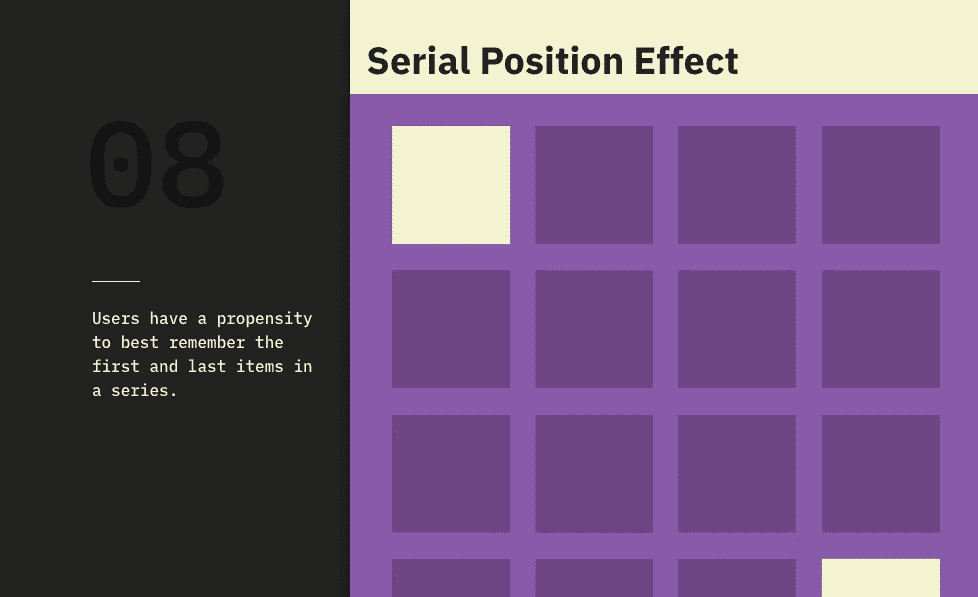 08
Serial Position Effect
Users have a propensity
to best remember the
first and last items in
a series.